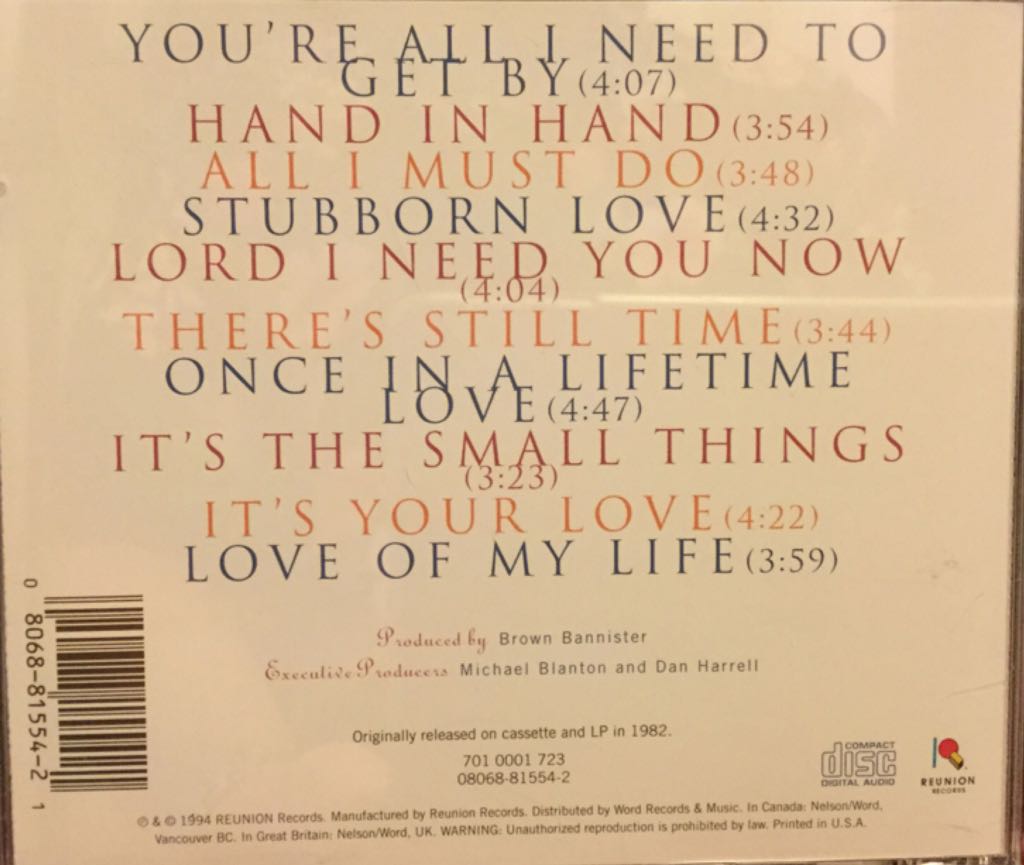 YOU'RE ALL I NEED TO
GET BY (4:07)
HAND IN HAND (3:54)
ALL I MUST DO (3:48)
STUBBORN LOVE (4:32)
LORD I NEED YOU NOW
(4:04)
THERE'S STILL TIME (3:44)
ONCE IN A LIFETIME
LOVE (4:47)
IT'S THE SMALL THINGS
(3:23)
IT'S YOUR LOVE (4:22)
LOVE OF MY LIFE (3:59)
0 8068-81554-2 1
Produced by Brown Bannister
Executive Producers Michael Blanton and Dan Harrell
Originally released on cassette and LP in 1982.
701 0001 723
08068-81554-2
COMPACT
disc
DIGITAL AUDIO
REUNION
RECORDS
℗ & © 1994 REUNION Records. Manufactured by Reunion Records. Distributed by Word Records & Music. In Canada: Nelson/Word,
Vancouver BC. In Great Britain: Nelson/Word, UK. WARNING: Unauthorized reproduction is prohibited by law. Printed in U.S.A.